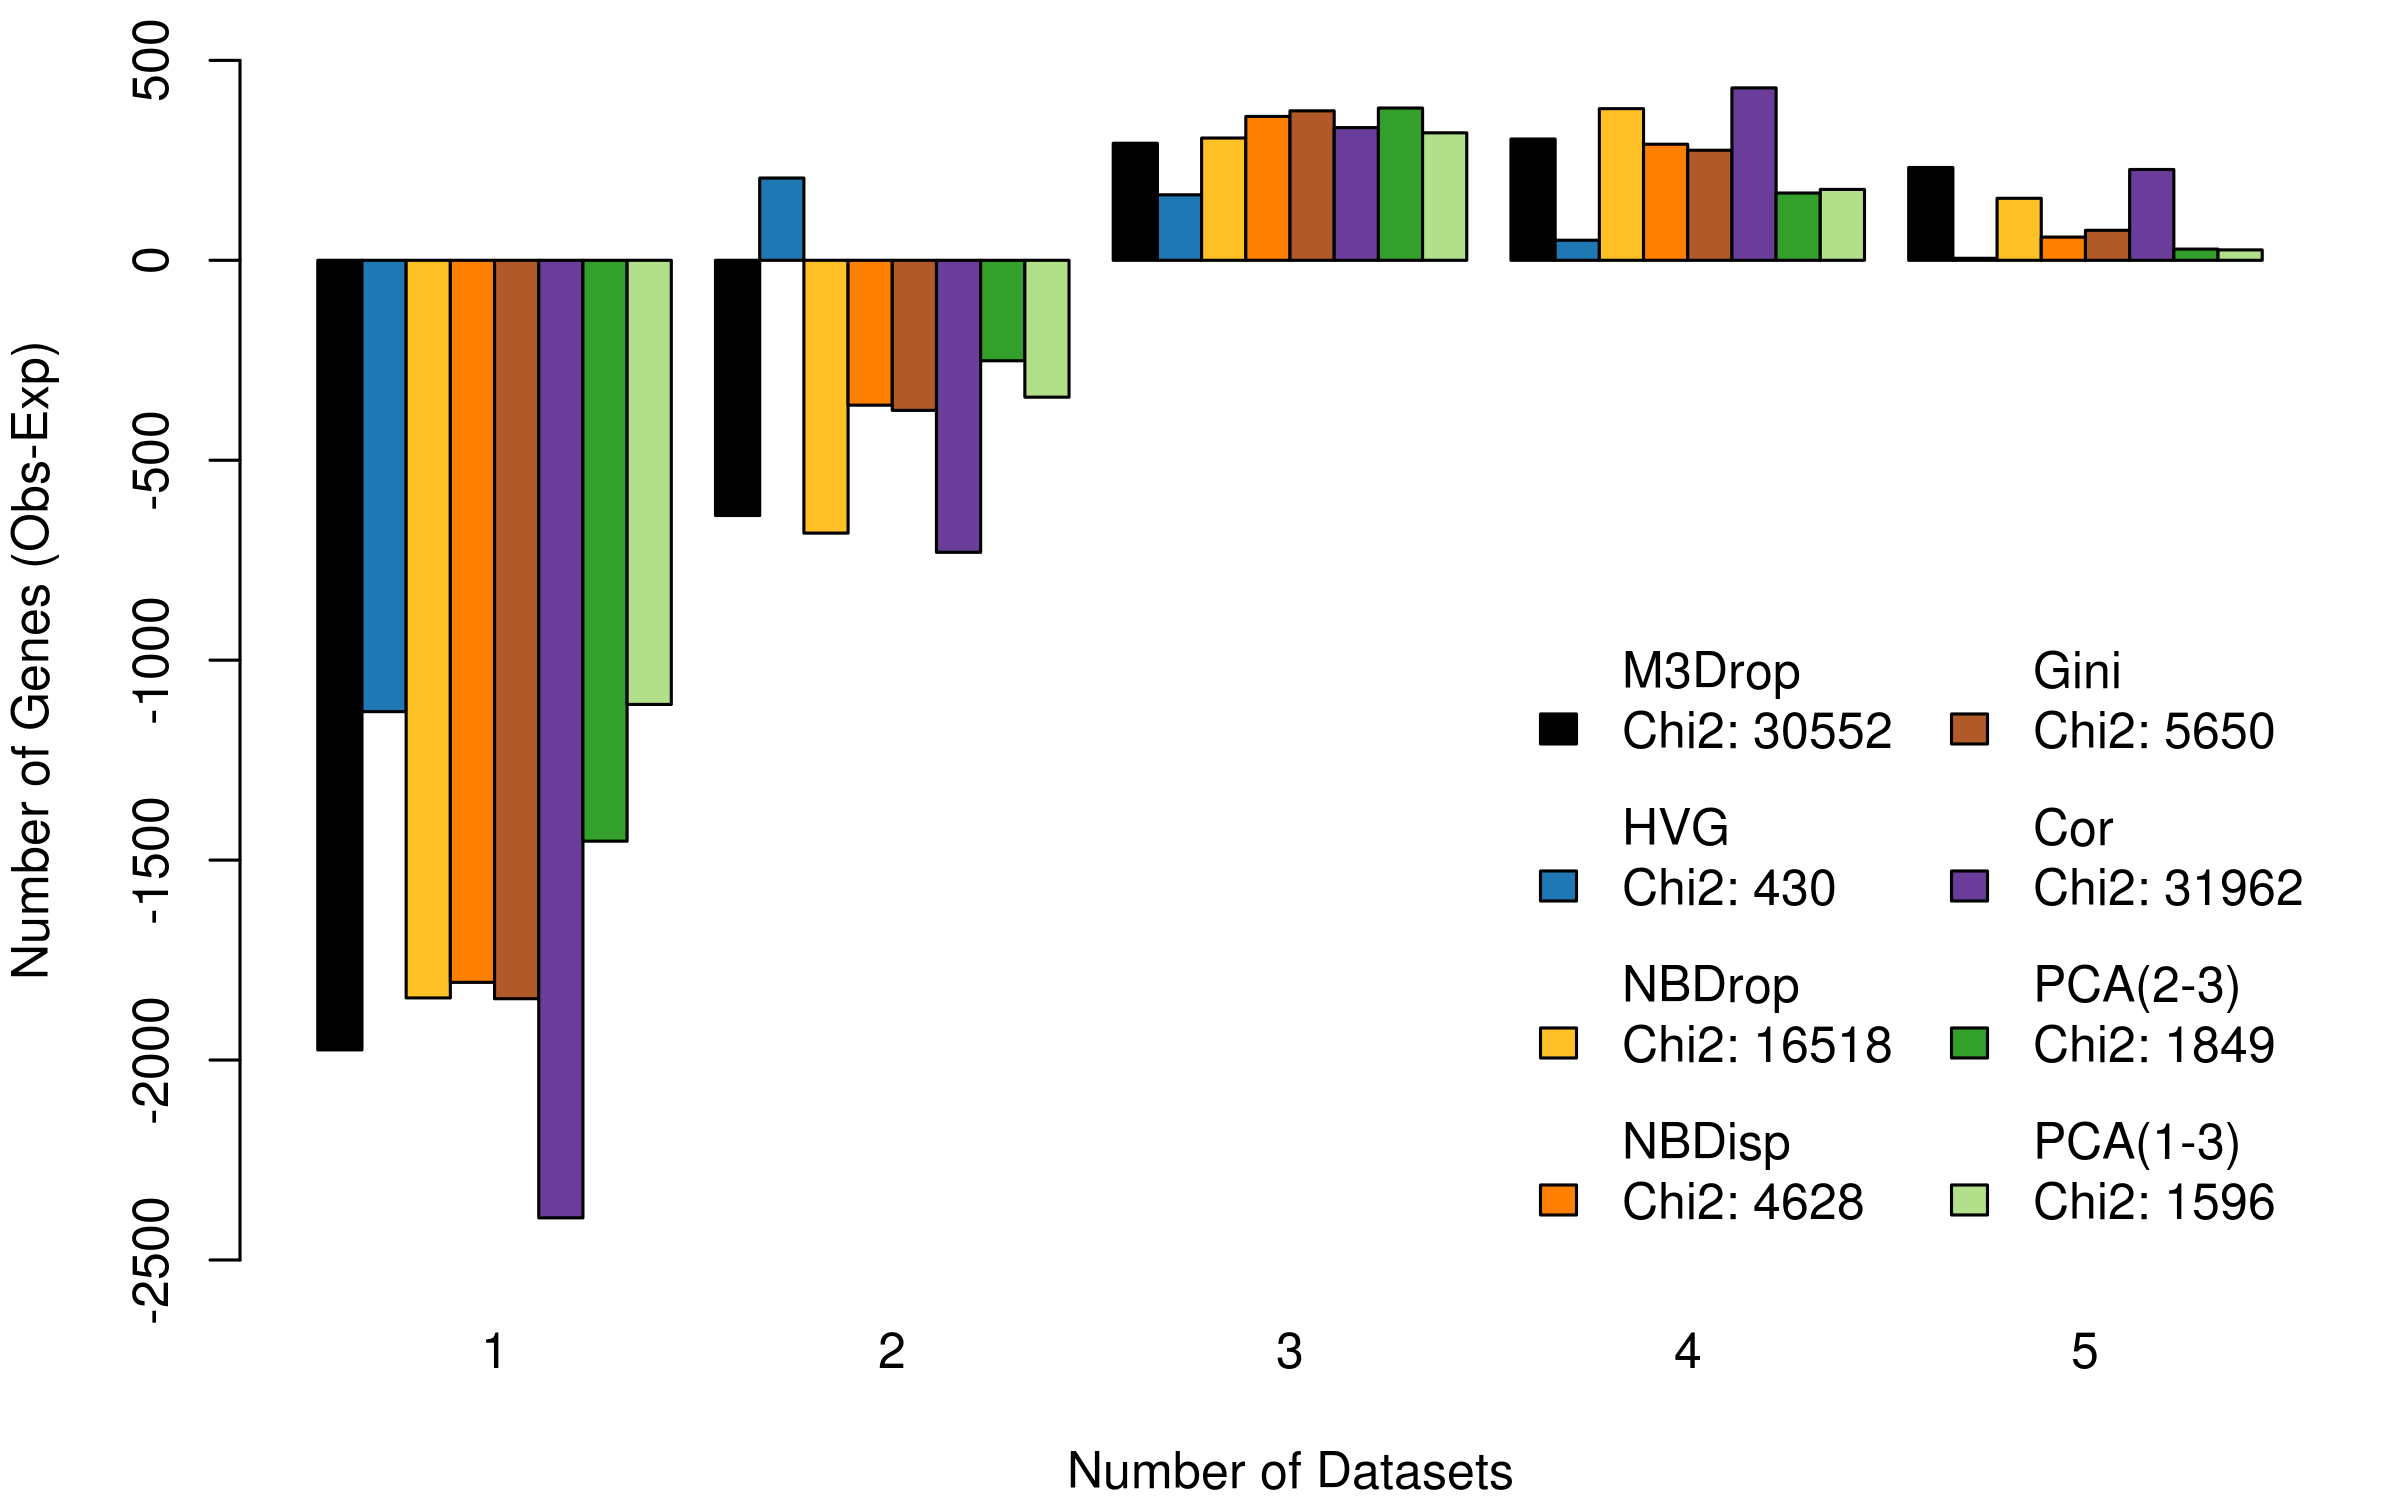 500
0
-500
-1000
-1500
-2000
-2500
Number of Genes (Obs-Exp)
M3Drop
Chi2: 30552
HVG
Chi2: 430
NBDrop
Chi2: 16518
NBDisp
Chi2: 4628
Gini
Chi2: 5650
Cor
Chi2: 31962
PCA(2-3)
Chi2: 1849
PCA(1-3)
Chi2: 1596
1
2
3
4
5
Number of Datasets